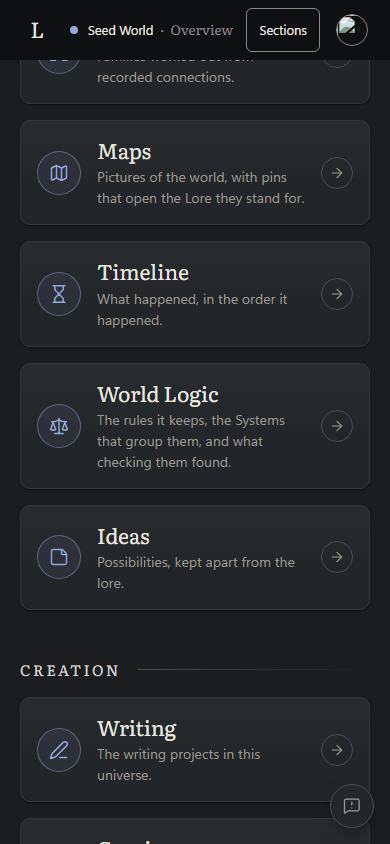 L
Seed World · Overview
Sections
recorded connections.
Maps
Pictures of the world, with pins
that open the Lore they stand for.
Timeline
What happened, in the order it
happened.
World Logic
The rules it keeps, the Systems
that group them, and what
checking them found.
Ideas
Possibilities, kept apart from the
lore.
CREATION
Writing
The writing projects in this
universe.